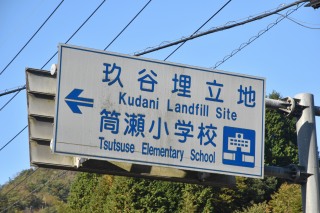 玖谷埋立地
Kudani Landfill Site
筒瀬小学校
Tsutsuse Elementary School